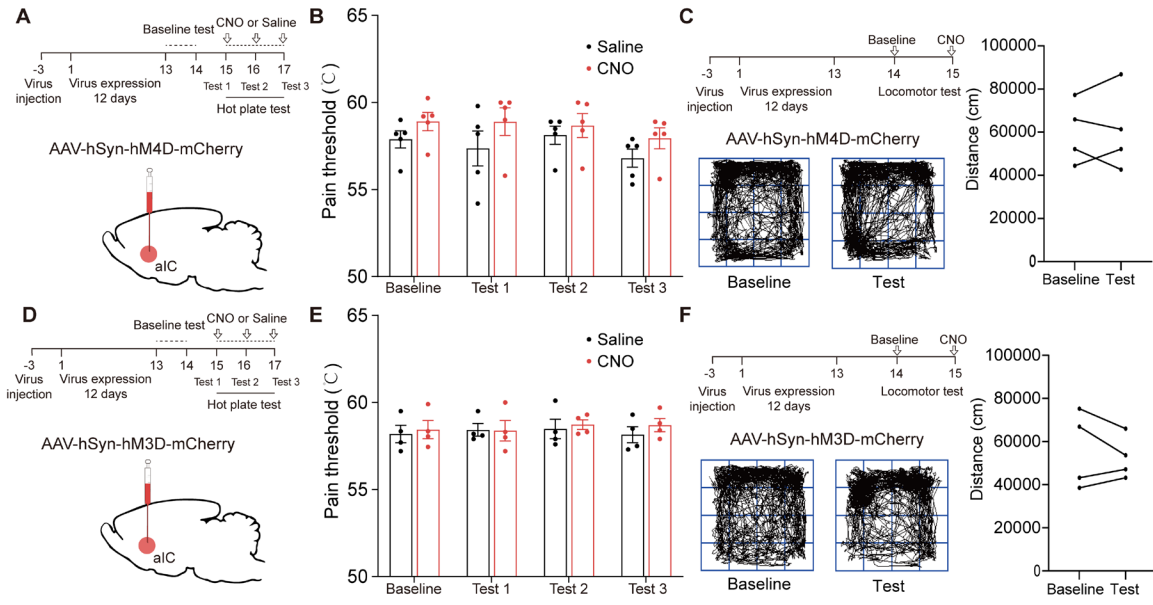 A
Baseline test
CNO or Saline
-3 1 13 14 15 16 17
Virus injection
Virus expression 12 days
Test 1 Test 2 Test 3
Hot plate test
AAV-hSyn-hM4D-mCherry
aIC
B
Pain threshold (℃)
60
55
50
65
Saline
CNO
Baseline Test 1 Test 2 Test 3
C
Baseline CNO
-3 1 13 14 15
Virus injection
Virus expression 12 days
Locomotor test
AAV-hSyn-hM4D-mCherry
Baseline Test
Distance (cm)
100000
80000
60000
40000
20000
0
Baseline Test
D
Baseline test
CNO or Saline
-3 1 13 14 15 16 17
Virus injection
Virus expression 12 days
Test 1 Test 2 Test 3
Hot plate test
AAV-hSyn-hM3D-mCherry
aIC
E
Pain threshold (℃)
65
60
55
50
Saline
CNO
Baseline Test 1 Test 2 Test 3
F
Baseline CNO
-3 1 13 14 15
Virus injection
Virus expression 12 days
Locomotor test
AAV-hSyn-hM3D-mCherry
Baseline Test
Distance (cm)
100000
80000
60000
40000
20000
0
Baseline Test